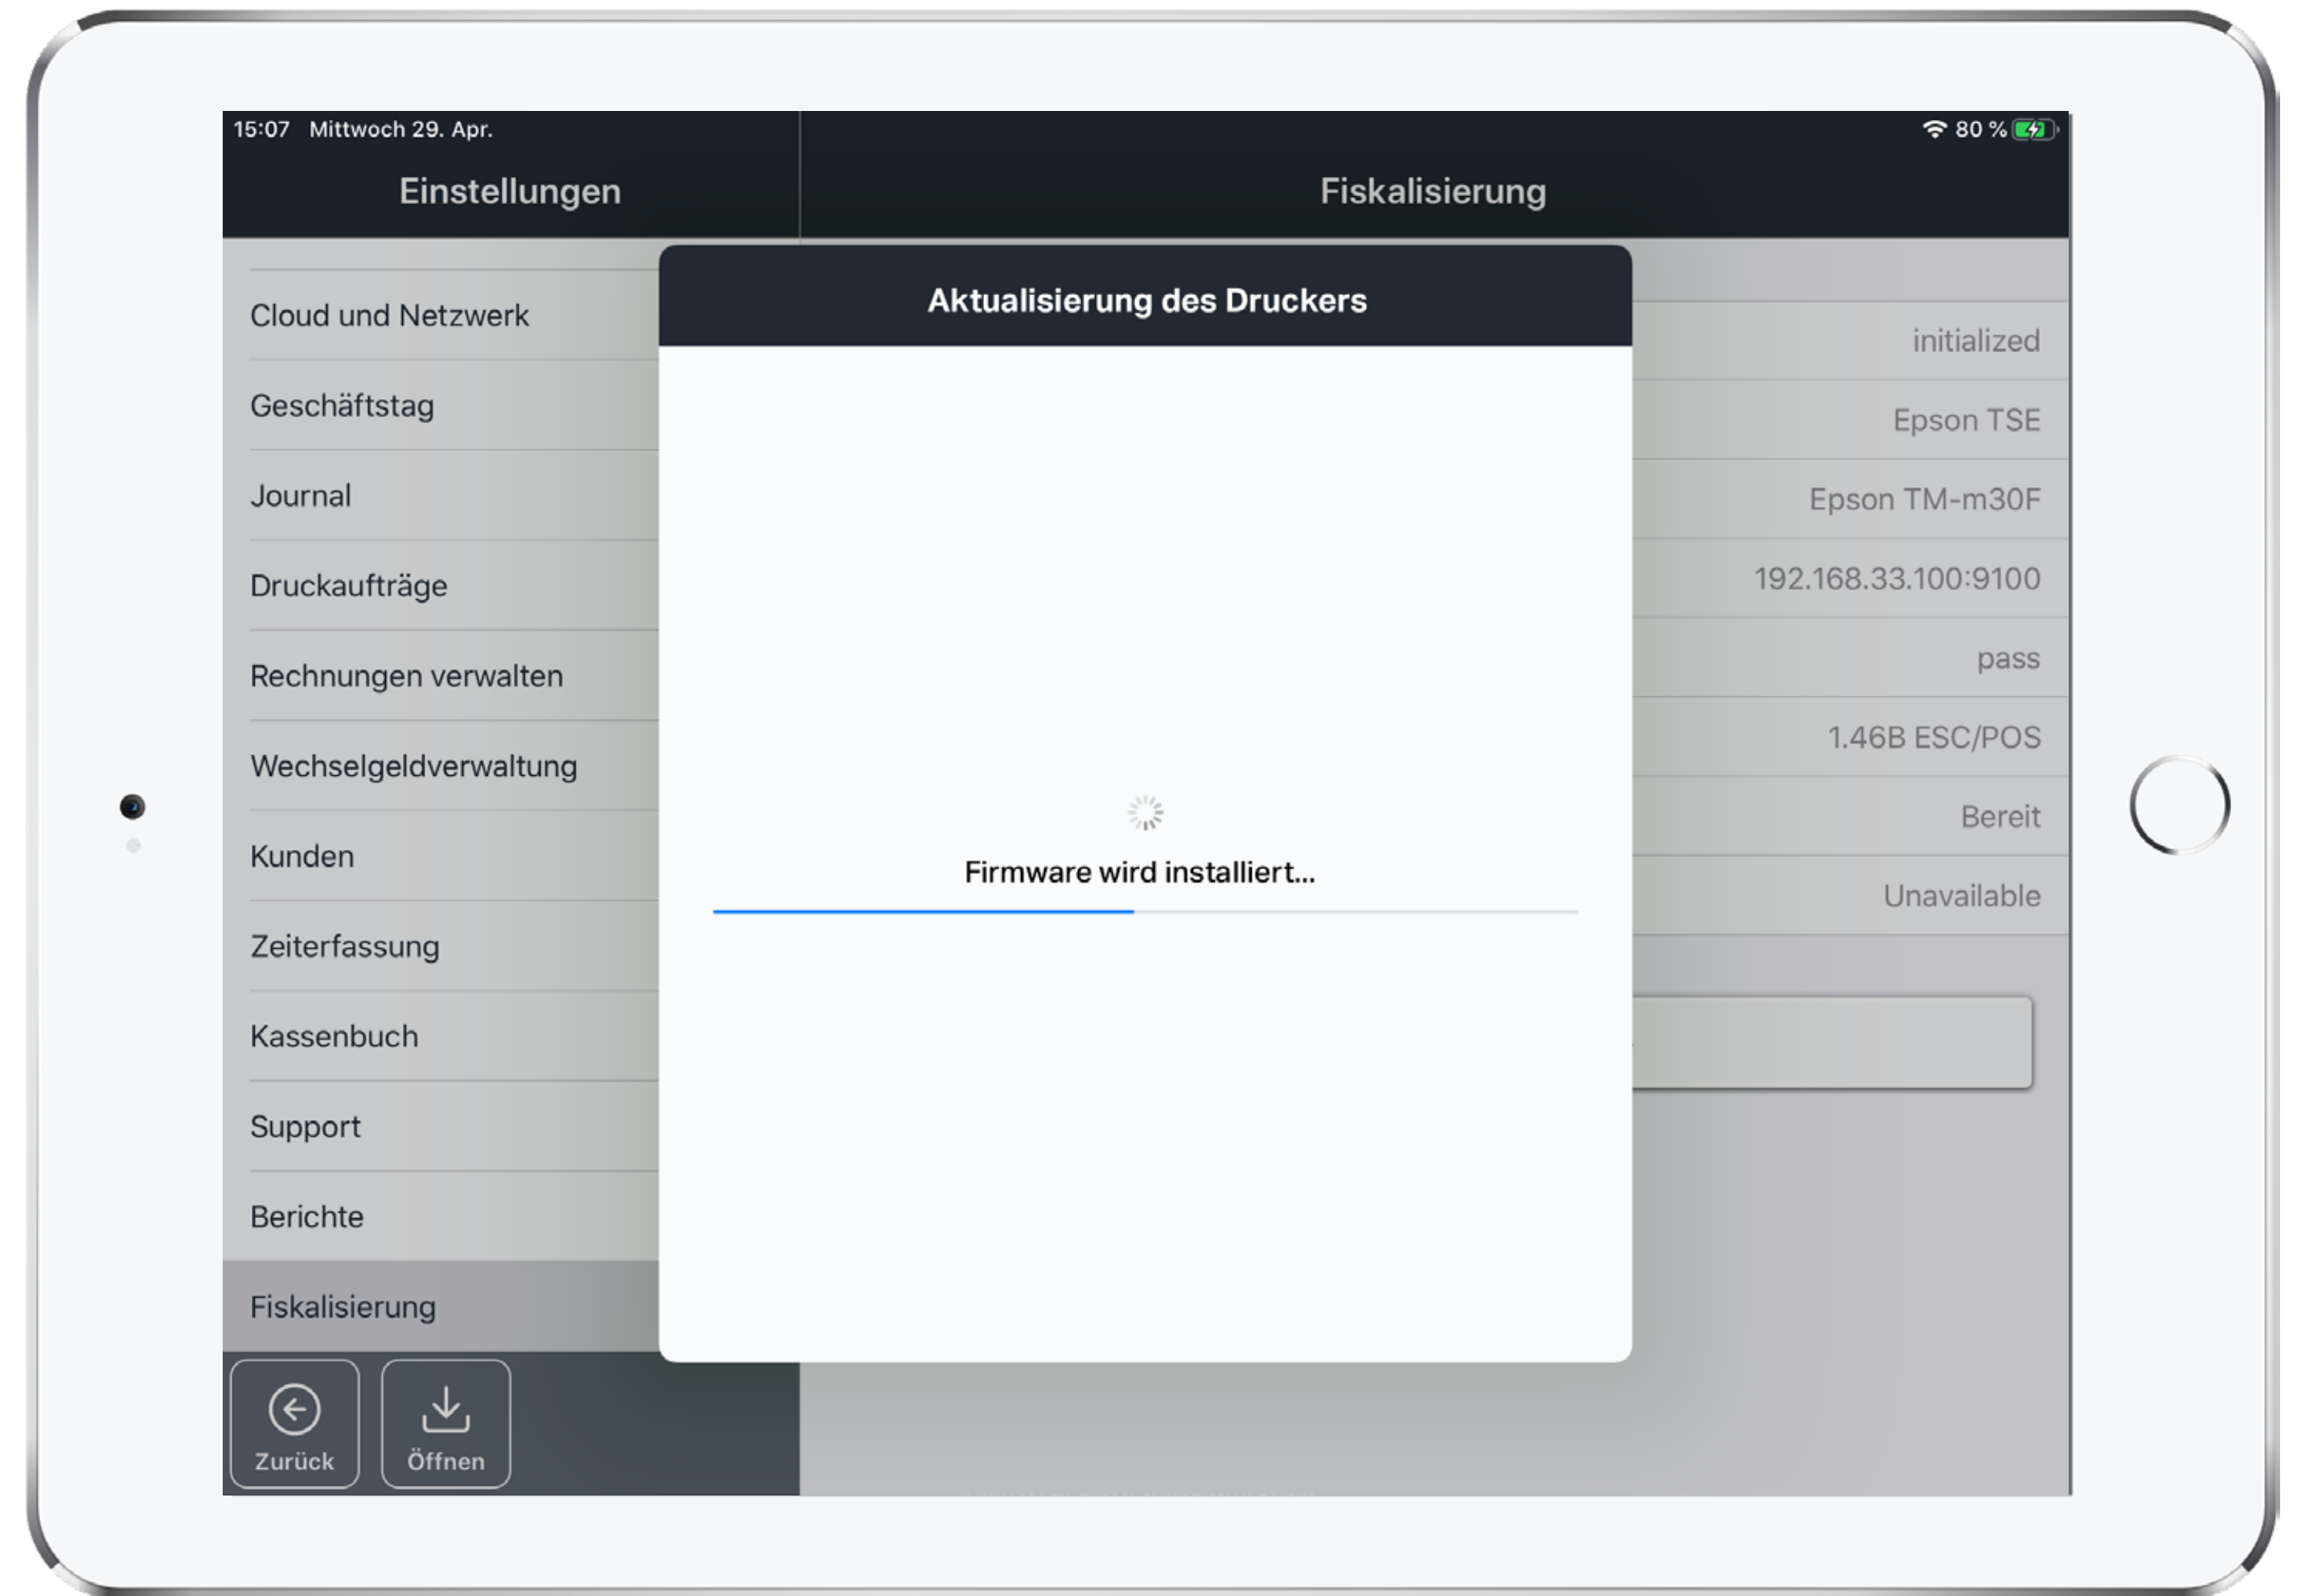 15:07 Mittwoch 29. Apr.
80 %
Einstellungen
Fiskalisierung
Cloud und Netzwerk
Geschäftstag
Journal
Druckaufträge
Rechnungen verwalten
Wechselgeldverwaltung
Kunden
Zeiterfassung
Kassenbuch
Support
Berichte
Fiskalisierung
Zurück
Öffnen
Aktualisierung des Druckers
Firmware wird installiert...
initialized
Epson TSE
Epson TM-m30F
192.168.33.100:9100
pass
1.46B ESC/POS
Bereit
Unavailable